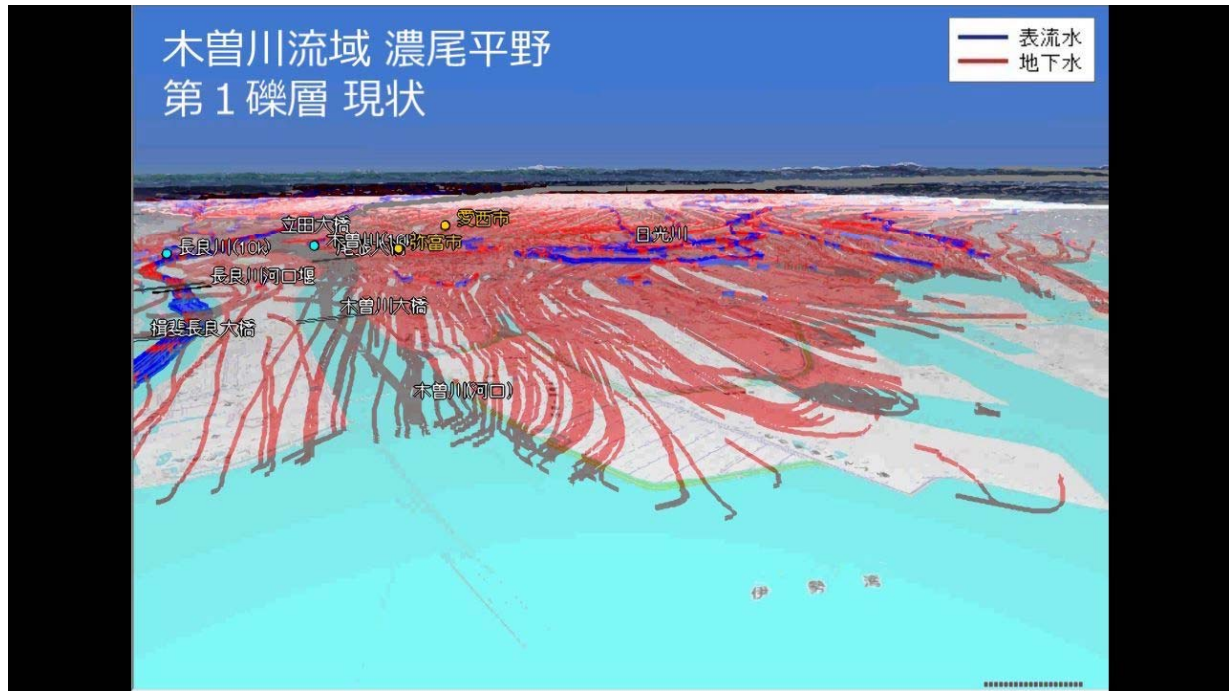 木曽川流域 濃尾平野
第１礫層 現状
表流水
地下水
愛西市
立田大橋
日光川
弥富市
長良川(10k)
長良川河口堰
木曽川大橋
揖斐長良大橋
木曽川(河口)
伊勢湾